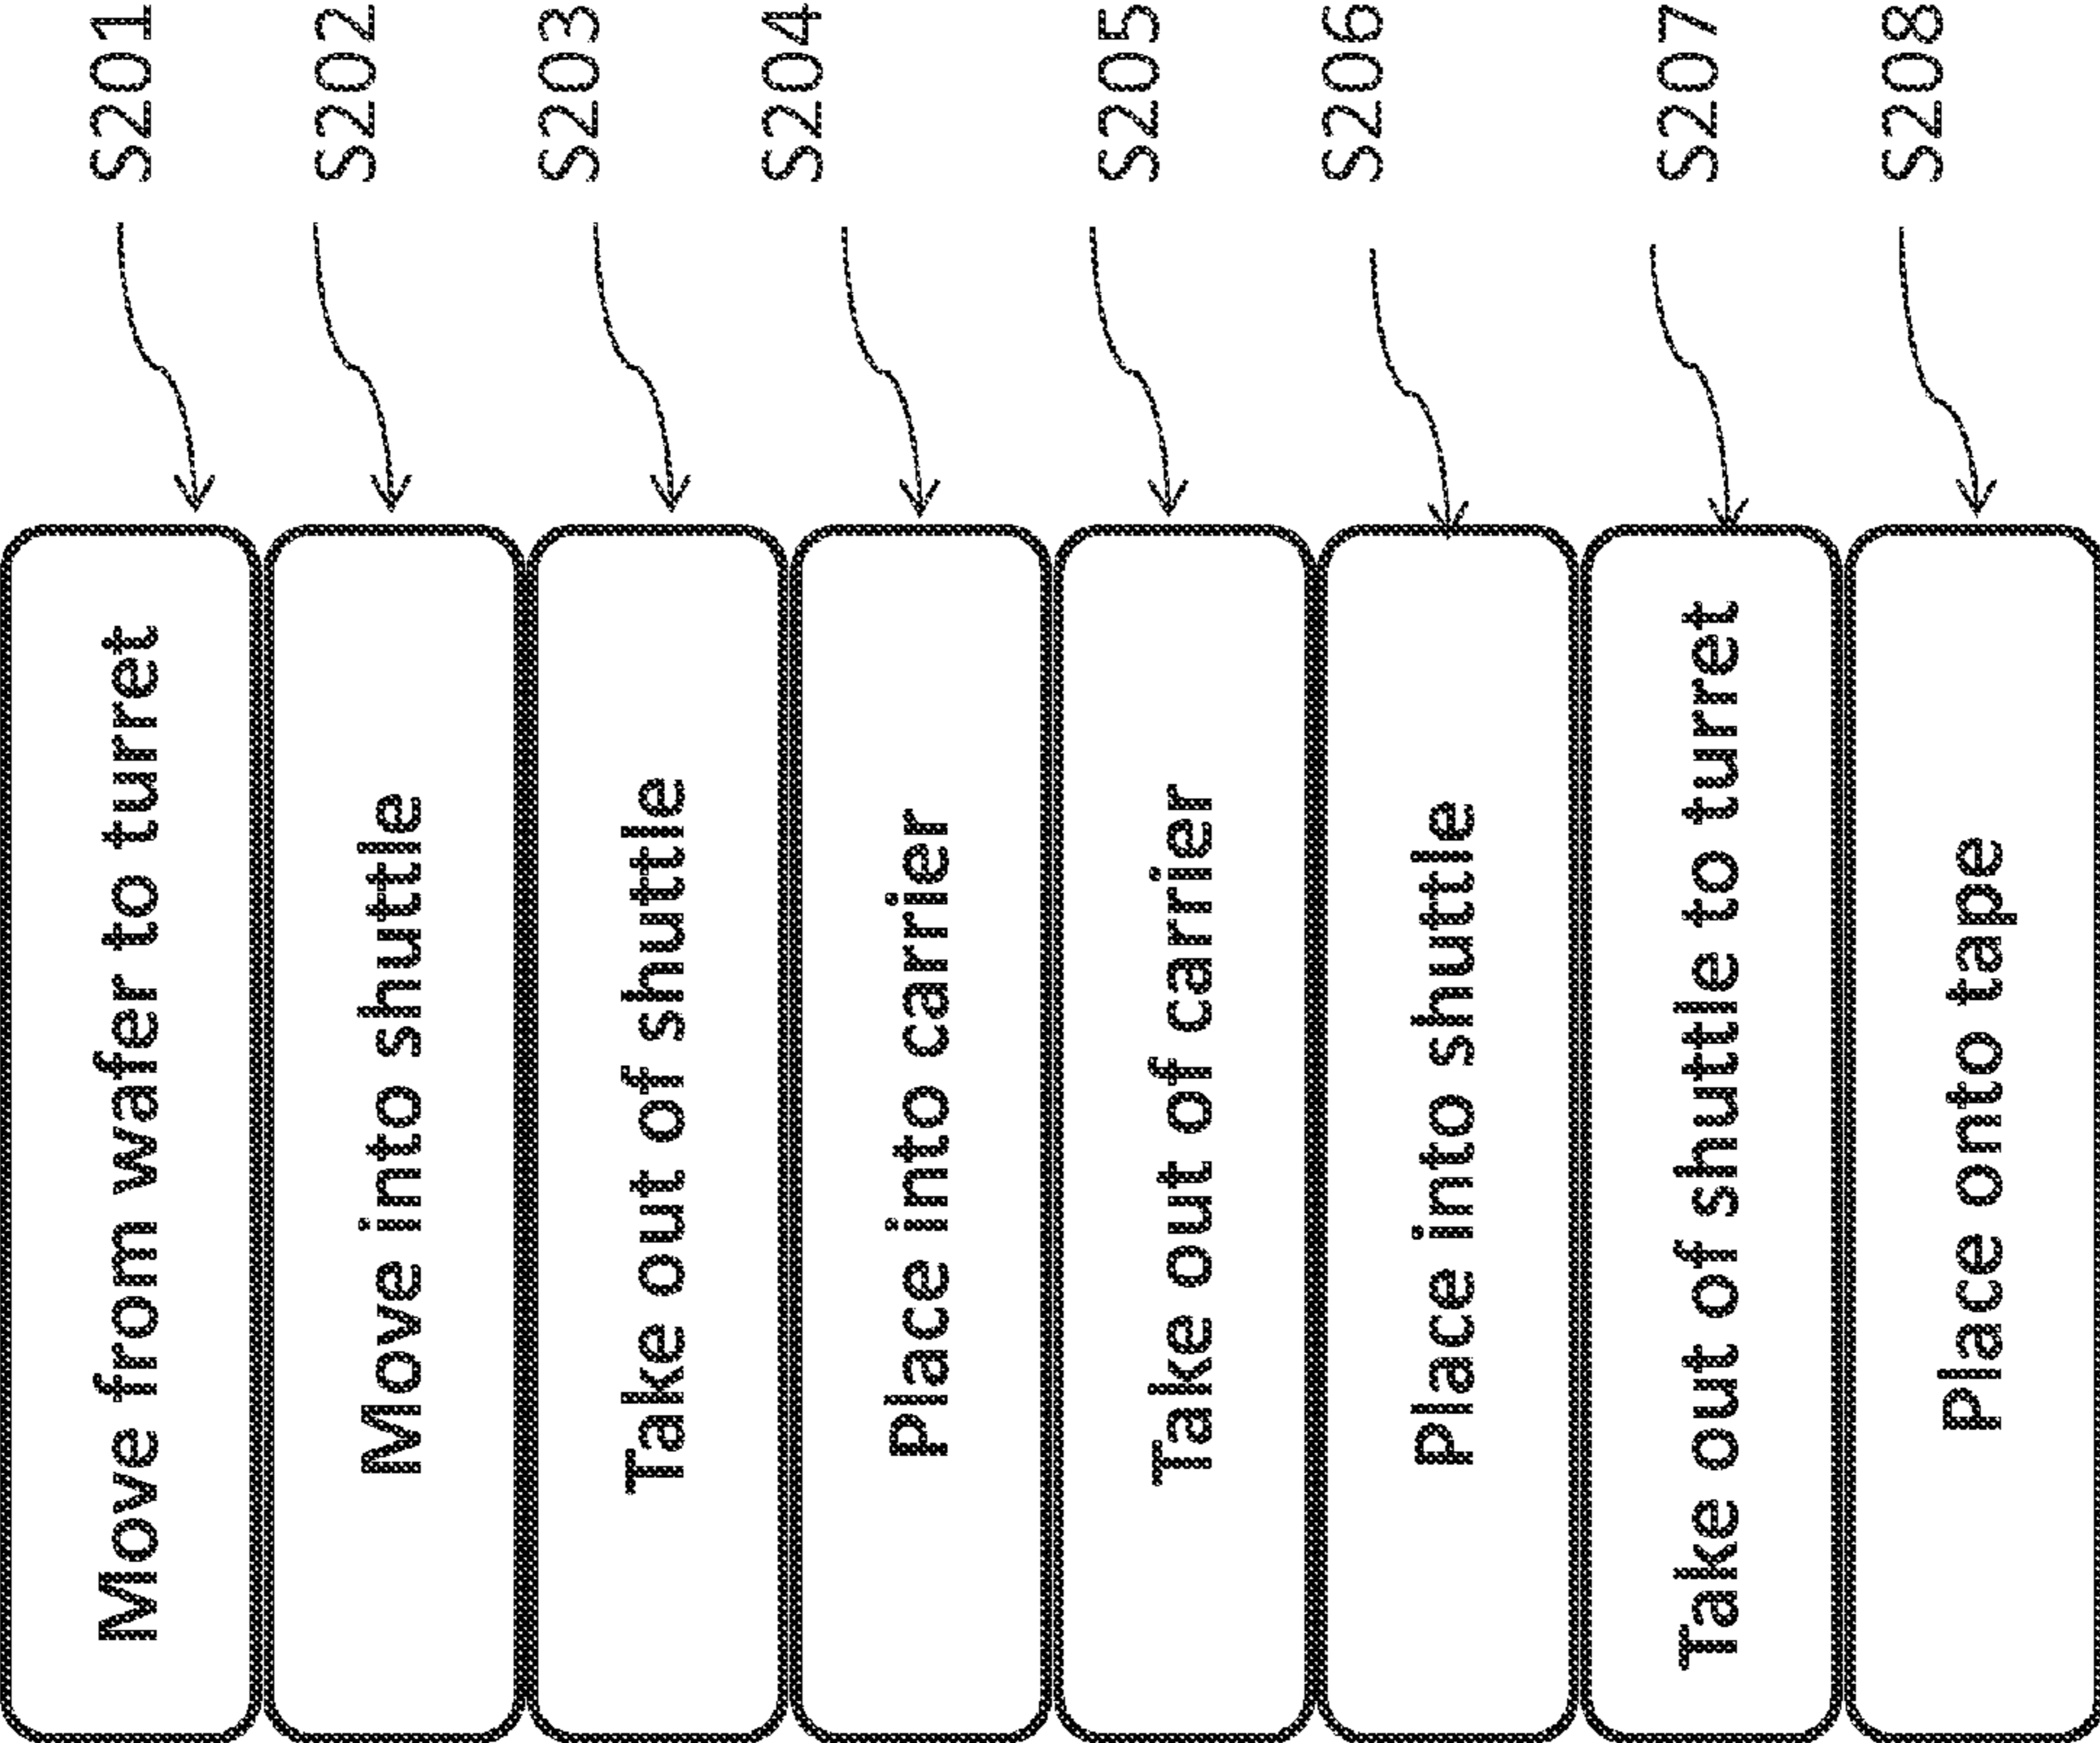 Move from wafer to turret S201
Move into shuttle S202
Take out of shuttle S203
Place into carrier S204
Take out of carrier S205
Place into shuttle S206
Take out of shuttle to turret S207
Place onto tape S208